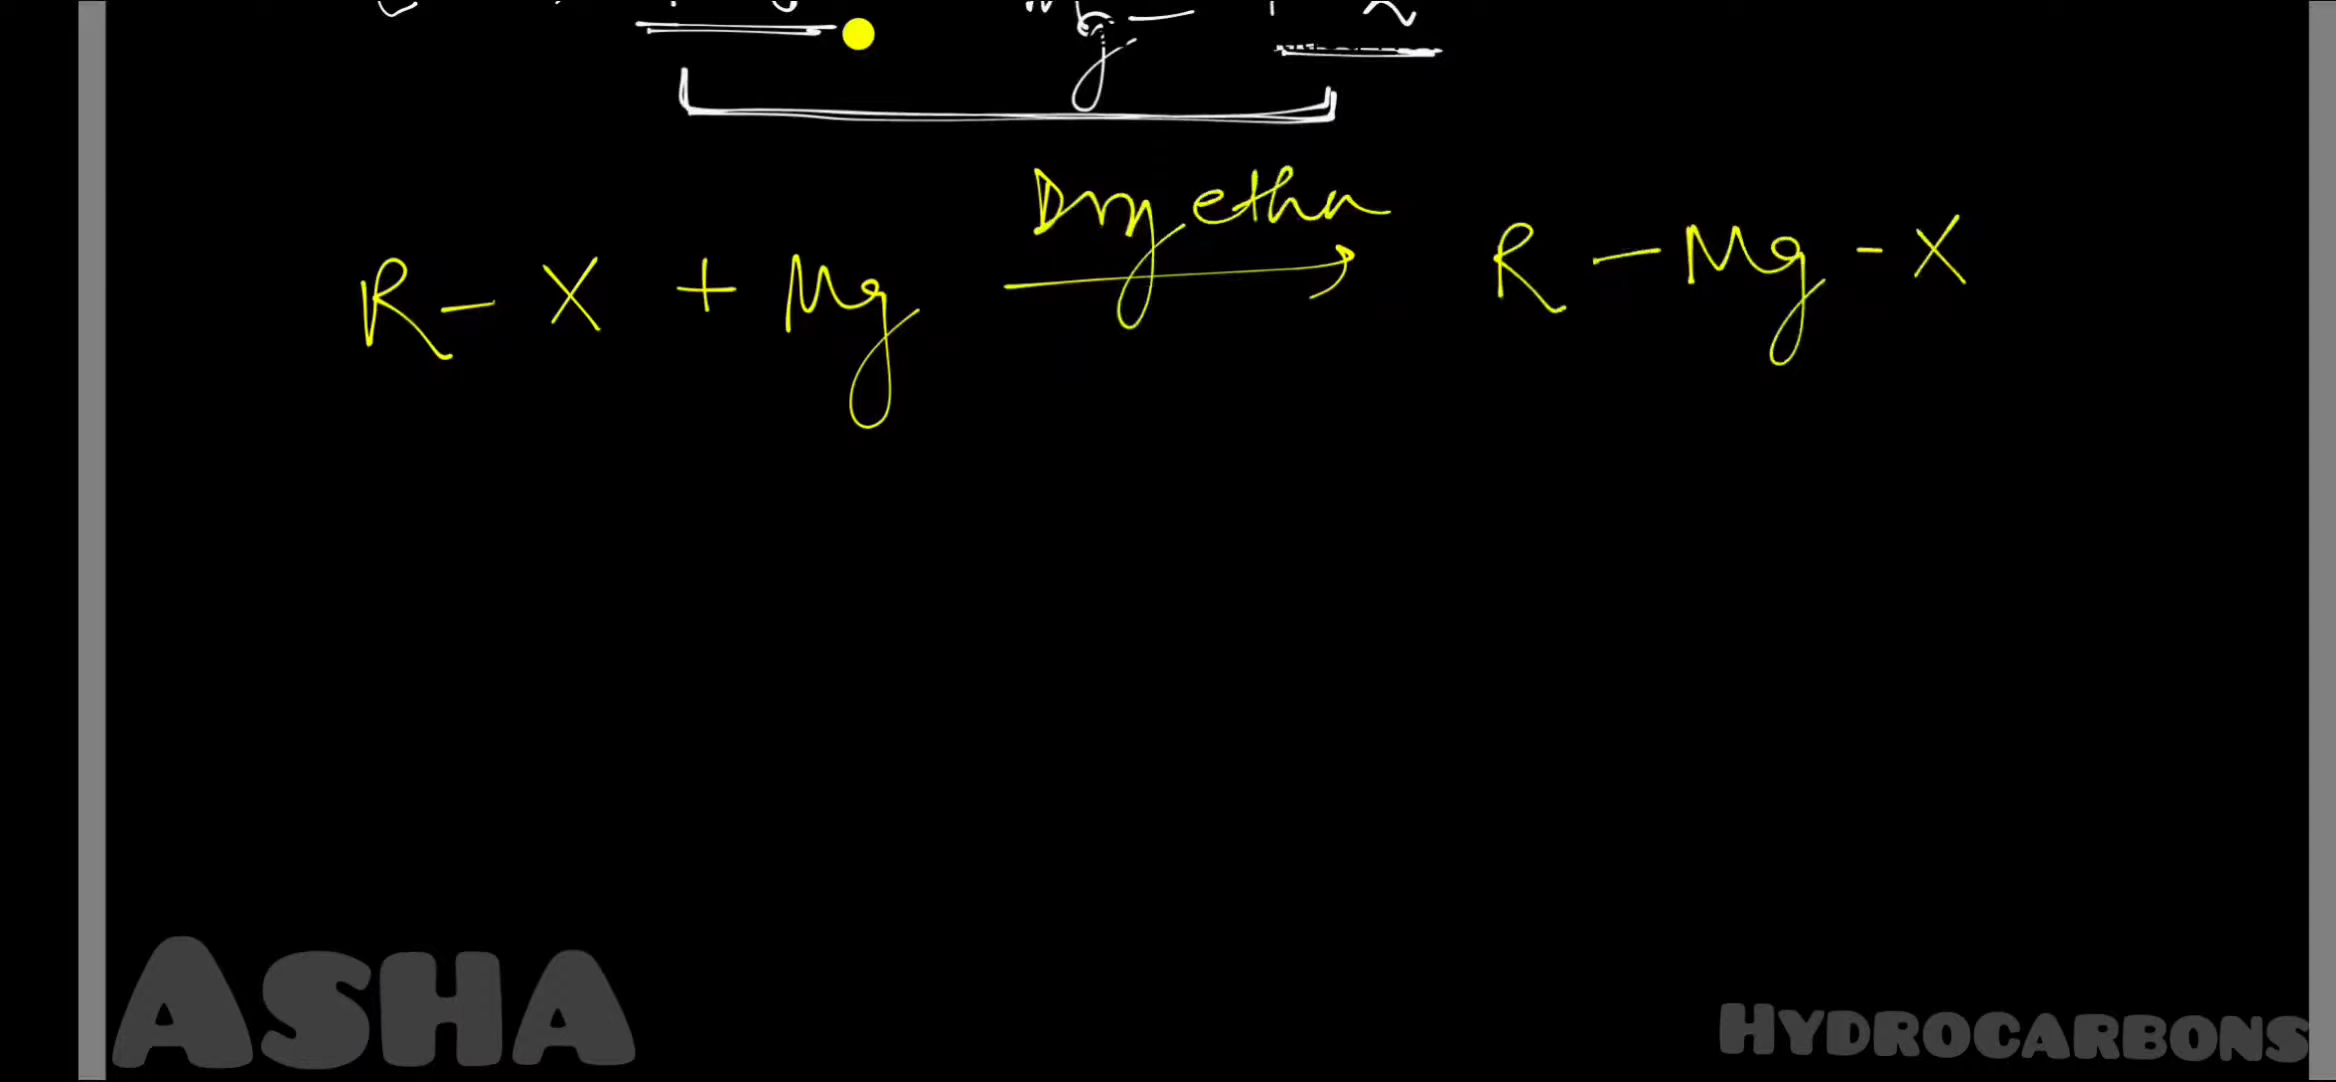 Dry ether
R - X + Mg → R - Mg - X
ASHA
HYDROCARBONS